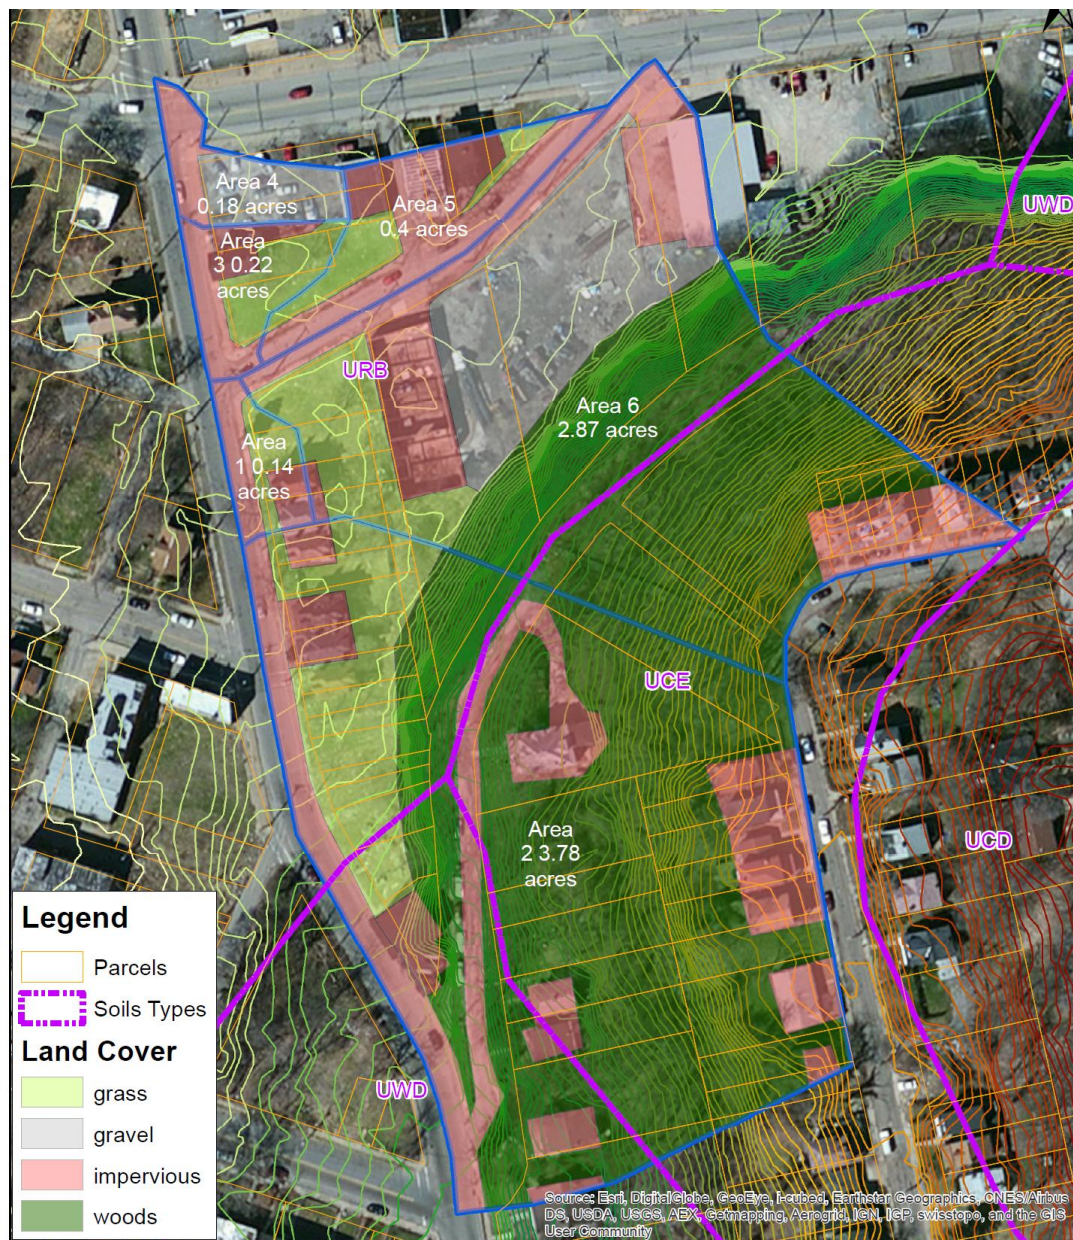 Area 4
0.18 acres
Area 5
0.4 acres
UWD
Area
3 0.22
acres
URB
Area 6
2.87 acres
Area
1 0.14
acres
UCE
Area
2 3.78
acres
UCD
UWD
Legend
Parcels
Soils Types
Land Cover
grass
gravel
impervious
woods
Source: Esri, DigitalGlobe, GeoEye, i-cubed, Earthstar Geographics, CNES/Airbus
DS, USDA, USGS, AEX, Getmapping, Aerogrid, IGN, IGP, swisstopo, and the GIS
User Community